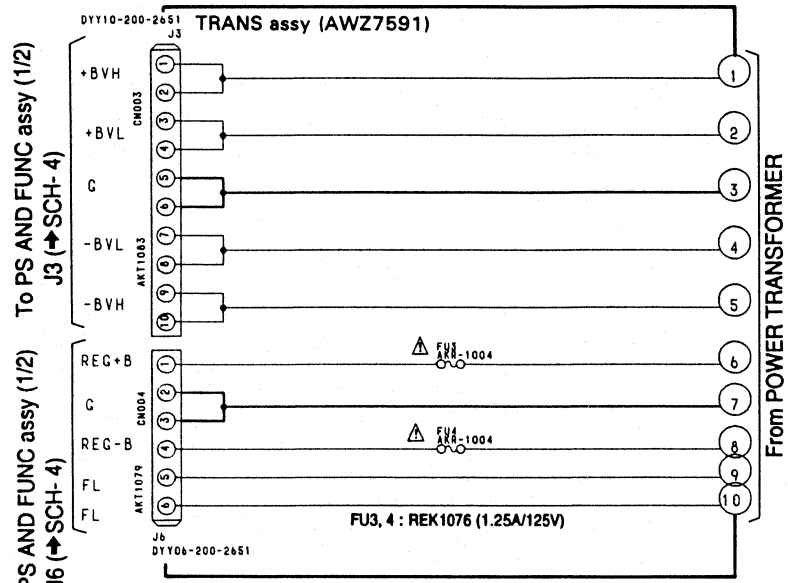 DYY10-200-2651
TRANS assy (AWZ7591)
J3
To PS AND FUNC assy (1/2)
J3 (➔SCH- 4)
+BVH
+BVL
G
-BVL
-BVH
CN003
AKT1083
1
2
3
4
5
6
7
8
9
10
1
2
3
4
5
PS AND FUNC assy (1/2)
J6 (➔SCH- 4)
REG+B
G
REG-B
FL
FL
CN004
AKT1079
1
2
3
4
5
6
FU3
AKR-1004
FU4
AKR-1004
6
7
8
9
10
From POWER TRANSFORMER
FU3, 4 : REK1076 (1.25A/125V)
J6
DYY06-200-2651